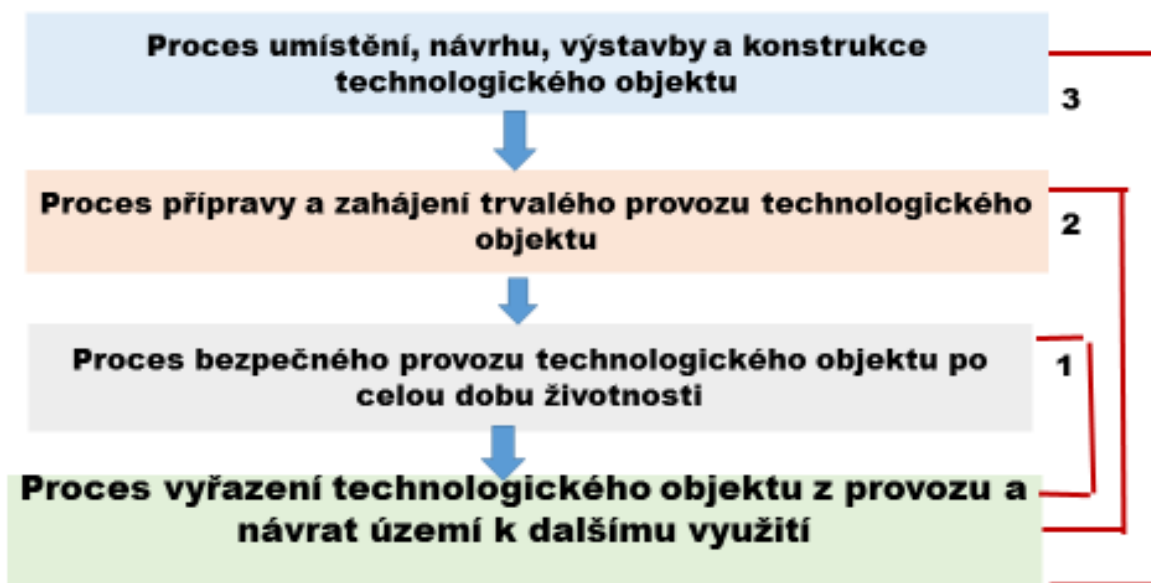 Proces umístění, návrhu, výstavby a konstrukce
technologického objektu
3
Proces přípravy a zahájení trvalého provozu technologického
objektu
2
Proces bezpečného provozu technologického objektu po
celou dobu životnosti
1
Proces vyřazení technologického objektu z provozu a
návrat území k dalšímu využití